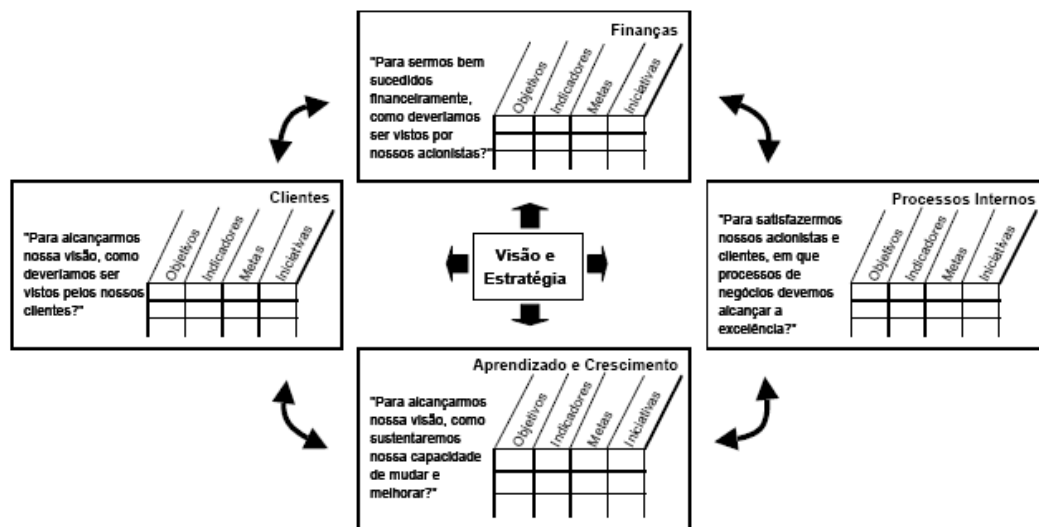 Finanças
"Para sermos bem
sucedidos
financeiramente,
como deveríamos
ser vistos por
nossos acionistas?"
Objetivos
Indicadores
Metas
Iniciativas
Clientes
"Para alcançarmos
nossa visão, como
deveríamos ser
vistos pelos nossos
clientes?"
Objetivos
Indicadores
Metas
Iniciativas
Visão e
Estratégia
Processos Internos
"Para satisfazermos
nossos acionistas e
clientes, em que
processos de
negócios devemos
alcançar a
excelência?"
Objetivos
Indicadores
Metas
Iniciativas
Aprendizado e Crescimento
"Para alcançarmos
nossa visão, como
sustentaremos
nossa capacidade
de mudar e
melhorar?"
Objetivos
Indicadores
Metas
Iniciativas